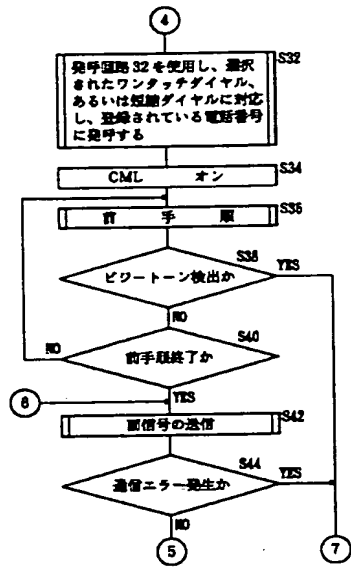 4
S32
発呼回路32を使用し、選択
されたワンタッチダイヤル、
あるいは短縮ダイヤルに対応
し、登録されている電話番号
に発呼する
S34
CML オン
S36
前手順
S38
ビジートーン検出か
YES
NO
S40
前手順終了か
NO
YES
6
S42
画信号の送信
S44
通信エラー発生か
YES
NO
5
7